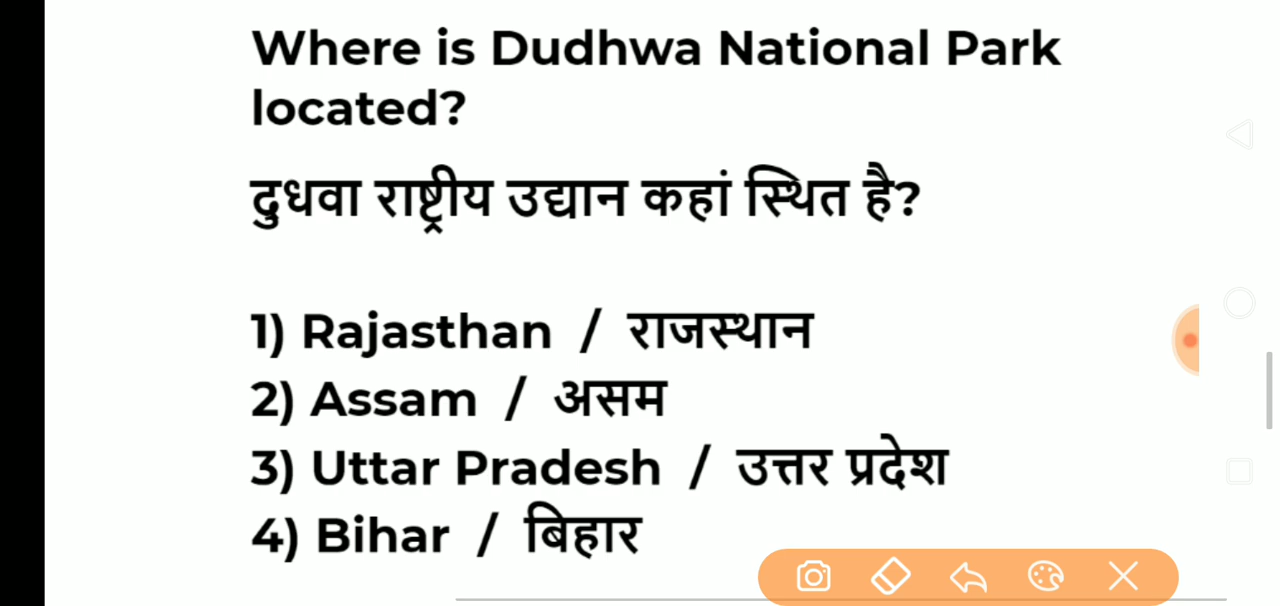 Where is Dudhwa National Park
located?
दुधवा राष्ट्रीय उद्यान कहां स्थित है?
1) Rajasthan / राजस्थान
2) Assam / असम
3) Uttar Pradesh / उत्तर प्रदेश
4) Bihar / बिहार